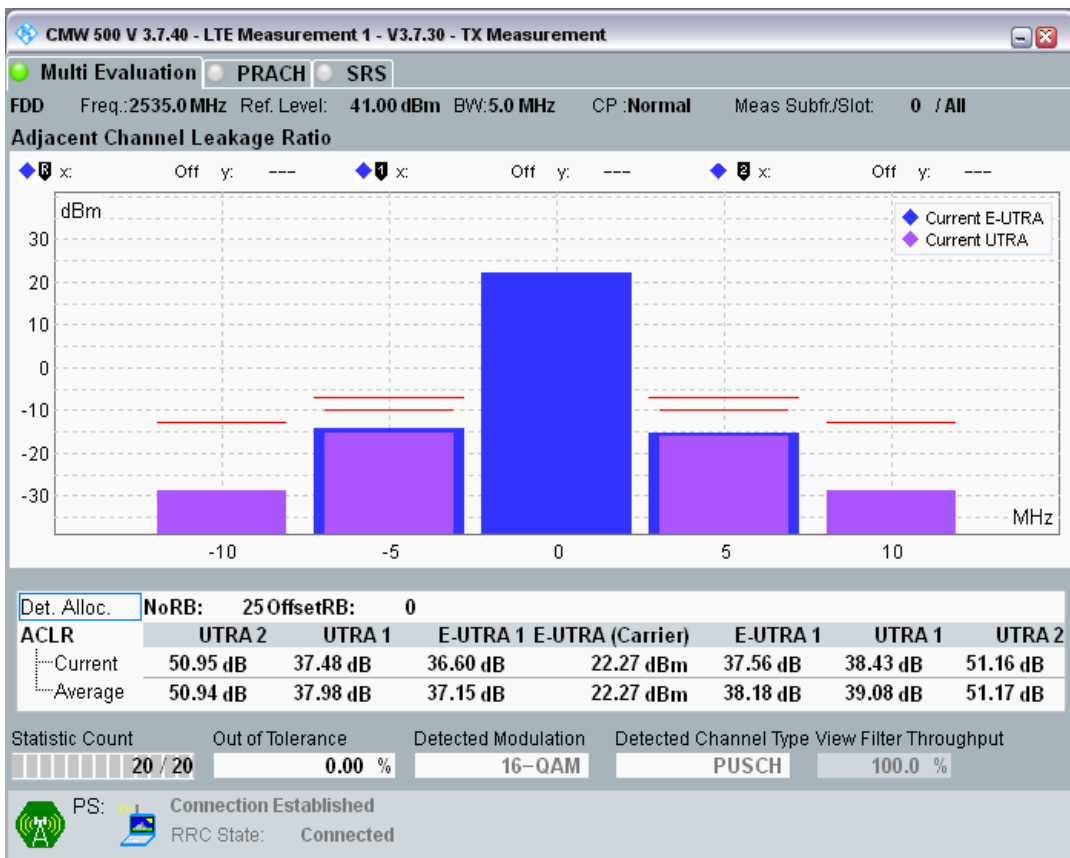 CMW 500 V 3.7.40 - LTE Measurement 1 - V3.7.30 - TX Measurement
Multi Evaluation PRACH SRS
FDD Freq.:2535.0 MHz Ref. Level: 41.00 dBm BW:5.0 MHz CP :Normal Meas Subfr./Slot: 0 / All
Adjacent Channel Leakage Ratio
R x: Off y: --- 1 x: Off y: --- 2 x: Off y: ---
dBm
Current E-UTRA
Current UTRA
30
20
10
0
-10
-20
-30
MHz
-10 -5 0 5 10
Det. Alloc. NoRB: 25 OffsetRB: 0
ACLR UTRA 2 UTRA 1 E-UTRA 1 E-UTRA (Carrier) E-UTRA 1 UTRA 1 UTRA 2
Current 50.95 dB 37.48 dB 36.60 dB 22.27 dBm 37.56 dB 38.43 dB 51.16 dB
Average 50.94 dB 37.98 dB 37.15 dB 22.27 dBm 38.18 dB 39.08 dB 51.17 dB
Statistic Count Out of Tolerance Detected Modulation Detected Channel Type View Filter Throughput
20 / 20 0.00 % 16-QAM PUSCH 100.0 %
PS: Connection Established
RRC State: Connected